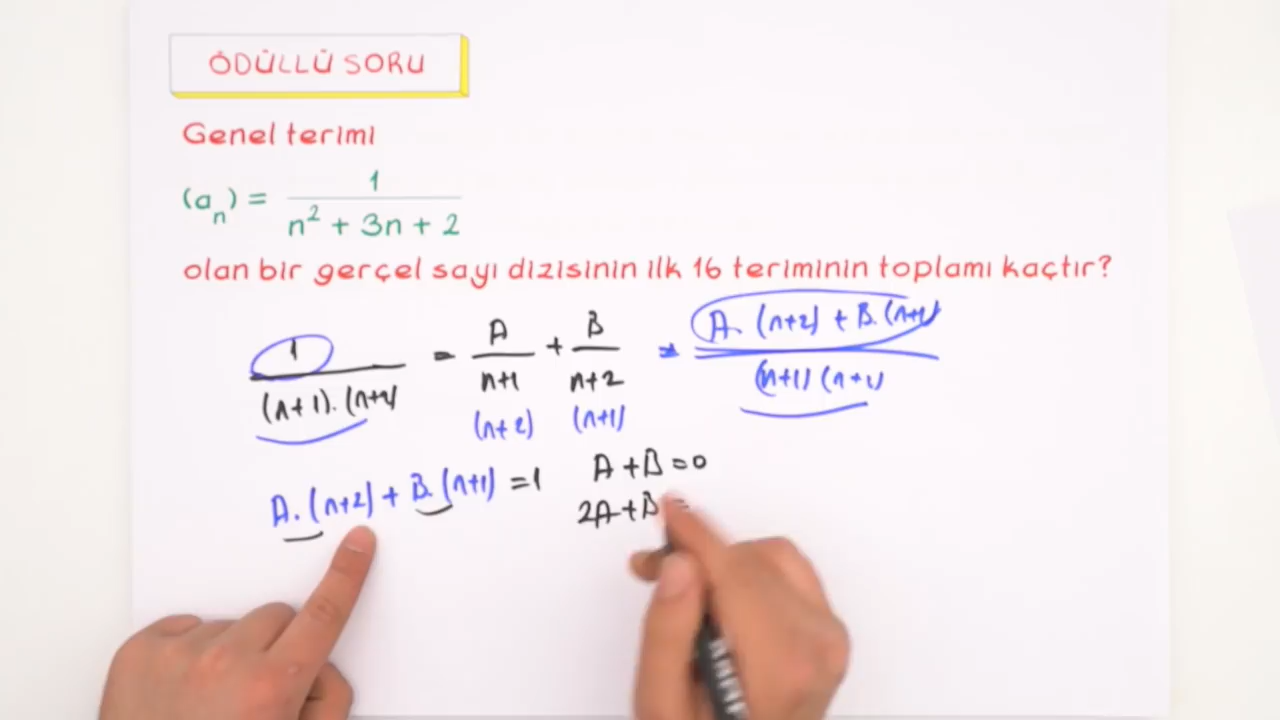 ÖDÜLLÜ SORU
Genel terimi
(aₙ) = 1 / (n² + 3n + 2)
olan bir gerçel sayı dizisinin ilk 16 teriminin toplamı kaçtır?
1 / (n+1).(n+2) = A / n+1 + B / n+2 = A.(n+2) + B.(n+1) / (n+1)(n+2)
(n+2) (n+1)
A.(n+2) + B.(n+1) = 1
A + B = 0
2A + B =